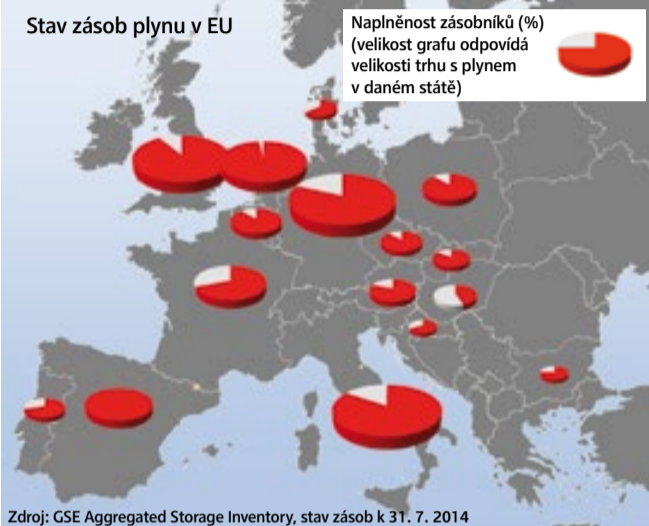 Stav zásob plynu v EU
Naplněnost zásobníků (%)
(velikost grafu odpovídá
velikosti trhu s plynem
v daném státě)
Zdroj: GSE Aggregated Storage Inventory, stav zásob k 31. 7. 2014